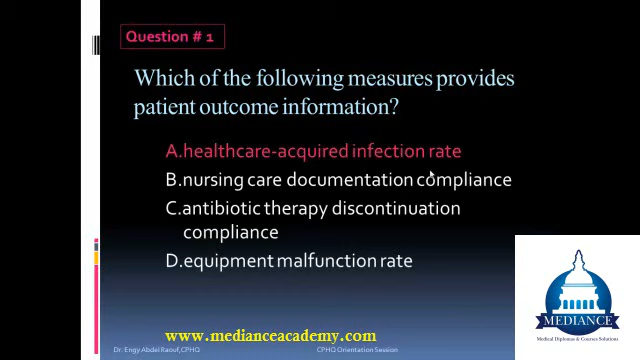 Question # 1
Which of the following measures provides
patient outcome information?
A.healthcare-acquired infection rate
B.nursing care documentation compliance
C.antibiotic therapy discontinuation
compliance
D.equipment malfunction rate
MEDIANCE
Medical Diplomas & Courses Solutions
www.medianceacademy.com
Dr. Engy Abdel Raouf,CPHQ
CPHQ Orientation Session